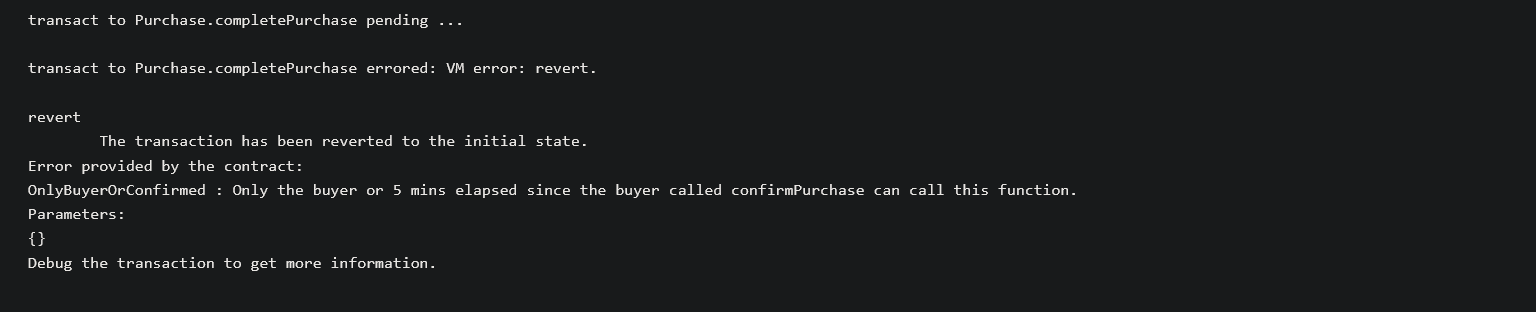 transact to Purchase.completePurchase pending ...
transact to Purchase.completePurchase errored: VM error: revert.
revert
The transaction has been reverted to the initial state.
Error provided by the contract:
OnlyBuyerOrConfirmed : Only the buyer or 5 mins elapsed since the buyer called confirmPurchase can call this function.
Parameters:
{}
Debug the transaction to get more information.